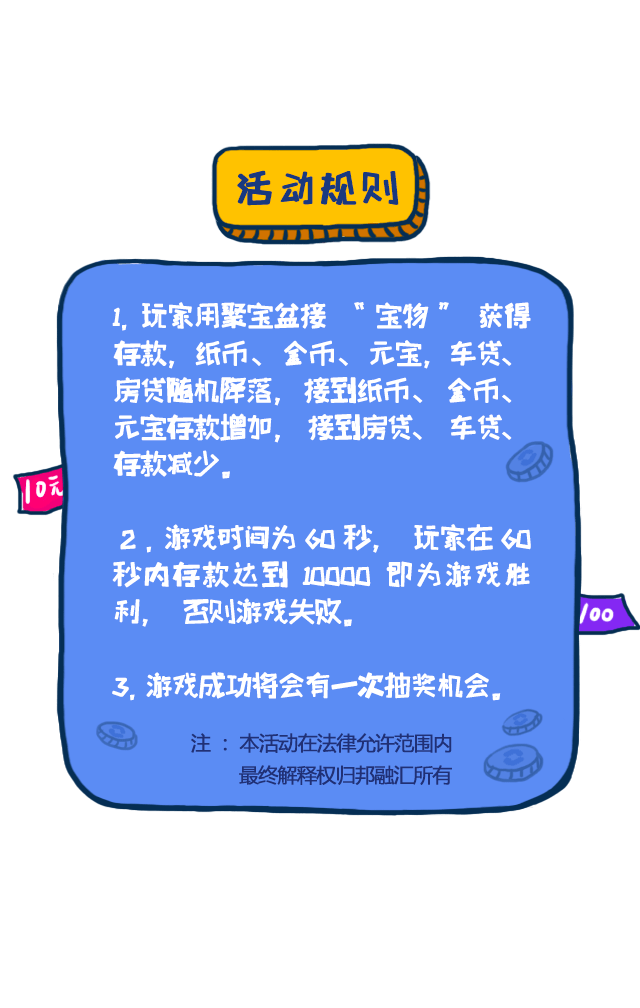 活动规则
1, 玩家用聚宝盆接 “宝物” 获得
存款, 纸币、金币、元宝, 车贷、
房贷随机降落, 接到纸币、金币、
元宝存款增加, 接到房贷、车贷、
存款减少。
10元
2 . 游戏时间为 60 秒, 玩家在 60
秒内存款达到 10000 即为游戏胜
利, 否则游戏失败。
100
3. 游戏成功将会有一次抽奖机会。
注：本活动在法律允许范围内
最终解释权归邦融汇所有